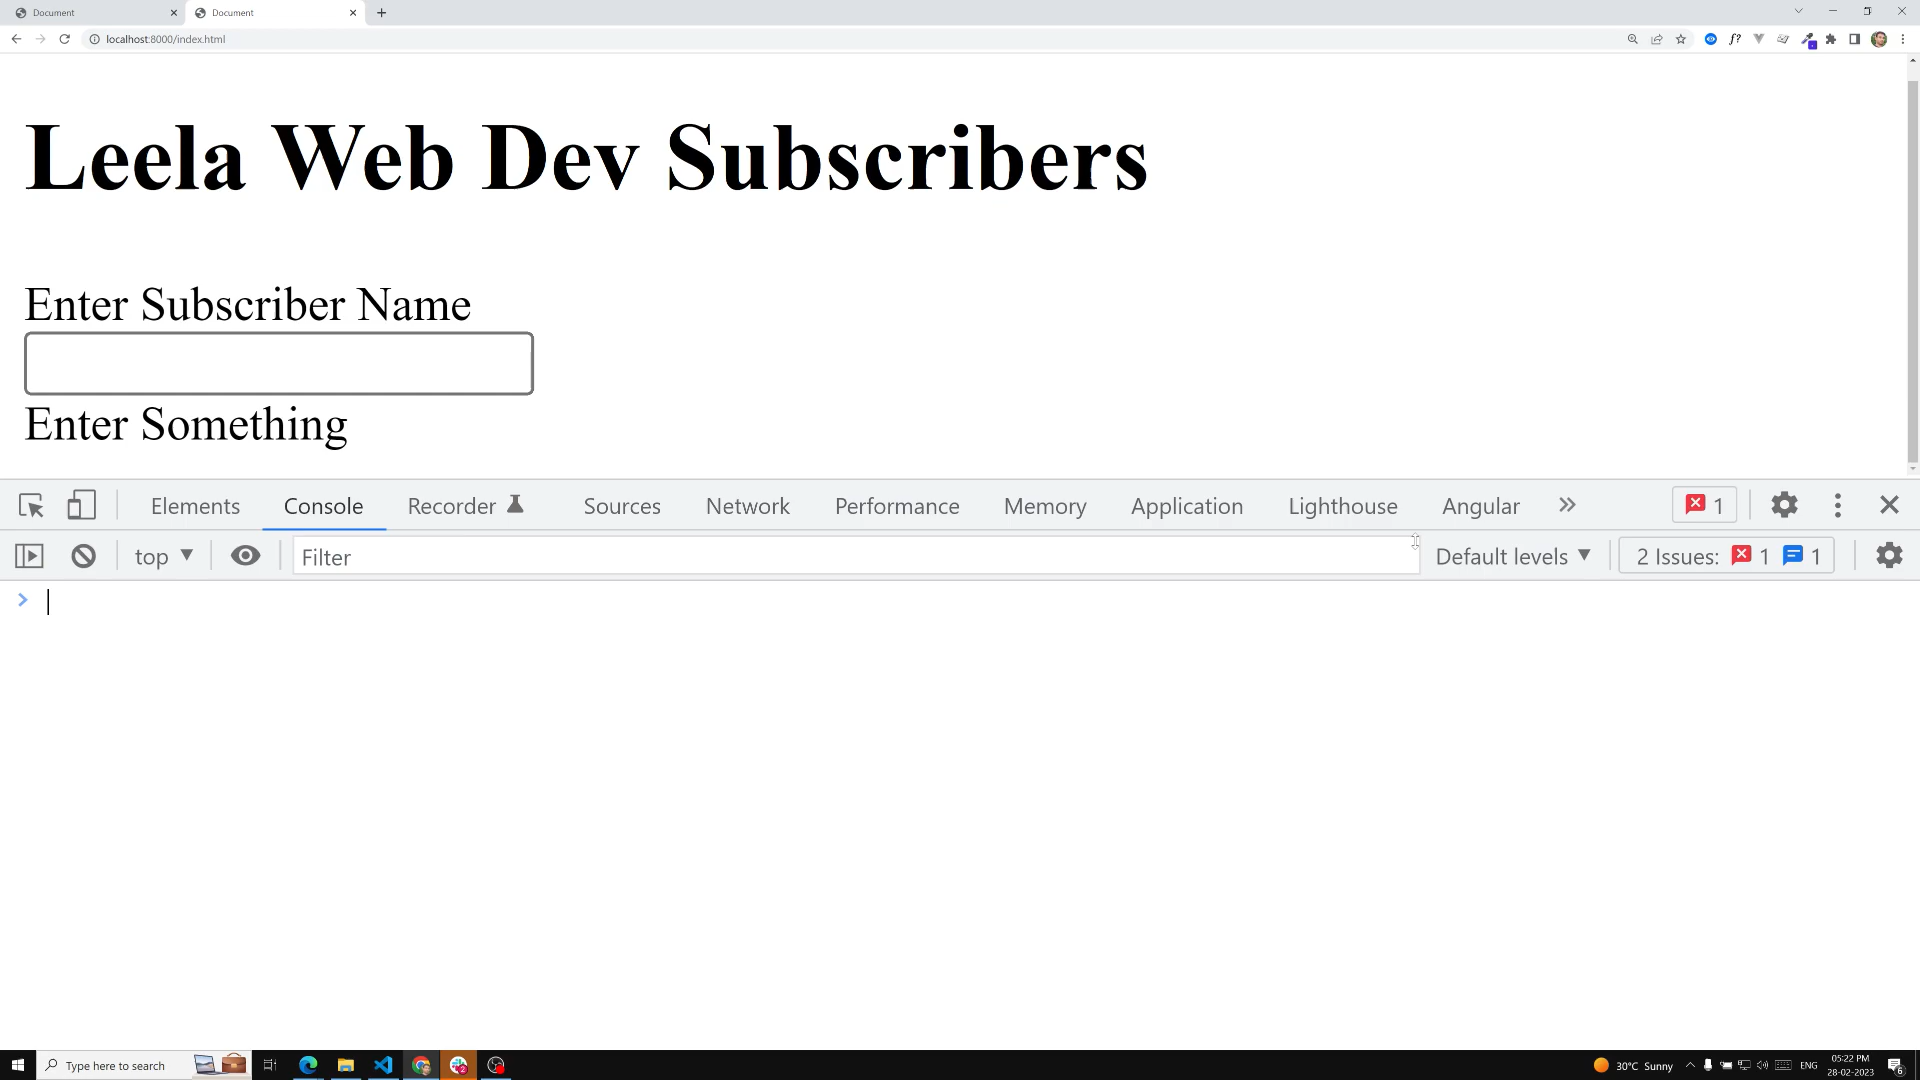 Document
Document
localhost:8000/index.html
f?
Leela Web Dev Subscribers
Enter Subscriber Name
Enter Something
Elements Console Recorder Sources Network Performance Memory Application Lighthouse Angular 1
top Filter Default levels 2 Issues: 1 1
Type here to search
2
30°C Sunny
ENG
05:22 PM
28-02-2023
6